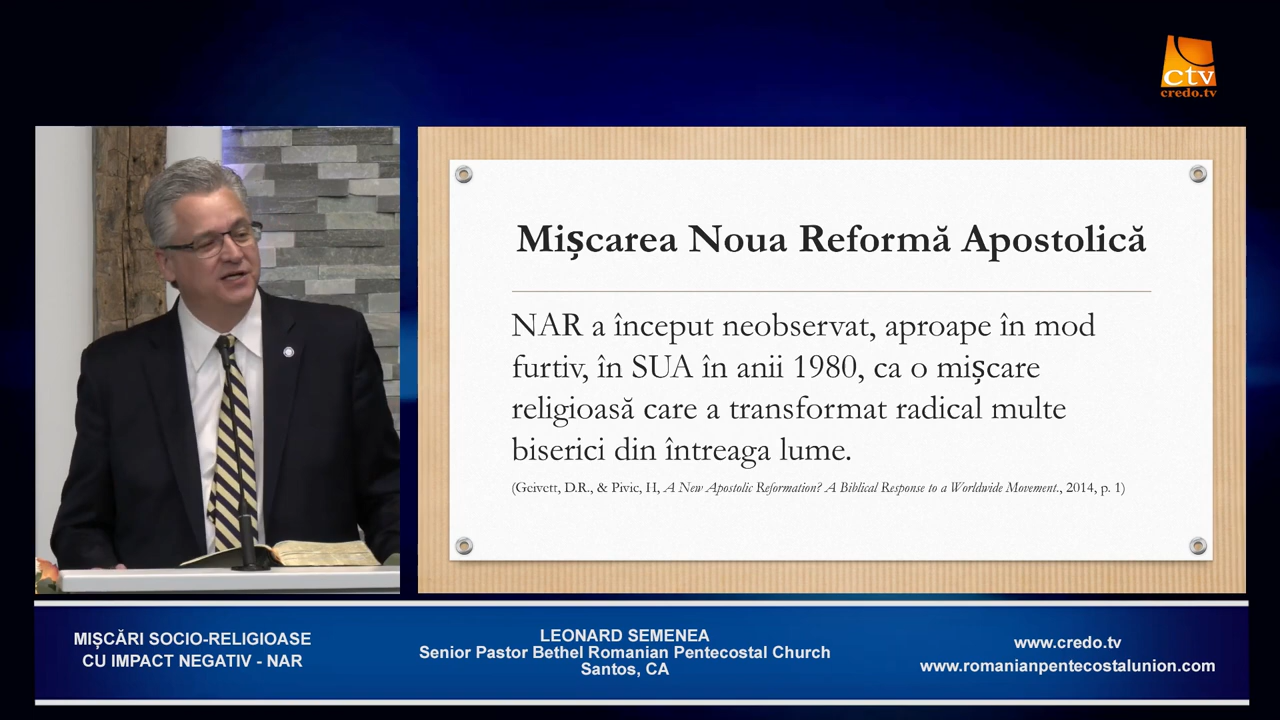 ctv
credo.tv
Mișcarea Noua Reformă Apostolică
NAR a început neobservat, aproape în mod
furtiv, în SUA în anii 1980, ca o mișcare
religioasă care a transformat radical multe
biserici din întreaga lume.
(Geivett, D.R., & Pivic, H, A New Apostolic Reformation? A Biblical Response to a Worldwide Movement., 2014, p. 1)
MIȘCĂRI SOCIO-RELIGIOASE
CU IMPACT NEGATIV - NAR
LEONARD SEMENEA
Senior Pastor Bethel Romanian Pentecostal Church
Santos, CA
www.credo.tv
www.romanianpentecostalunion.com